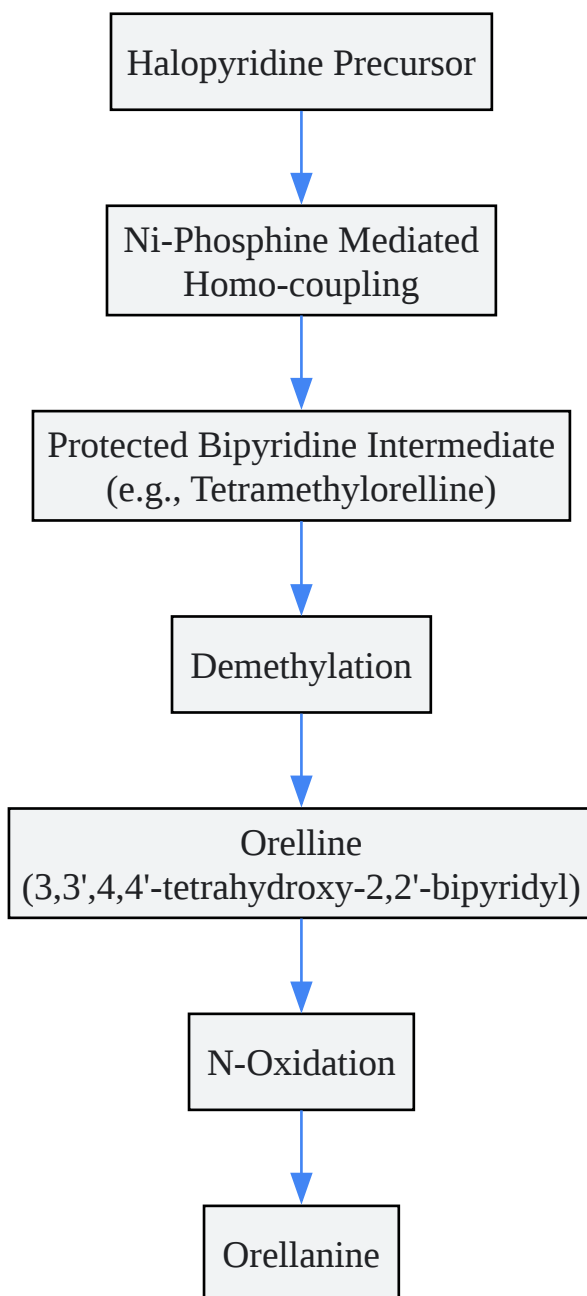 Halopyridine Precursor
Ni-Phosphine Mediated
Homo-coupling
Protected Bipyridine Intermediate
(e.g., Tetramethylorelline)
Demethylation
Orelline
(3,3',4,4'-tetrahydroxy-2,2'-bipyridyl)
N-Oxidation
Orellanine